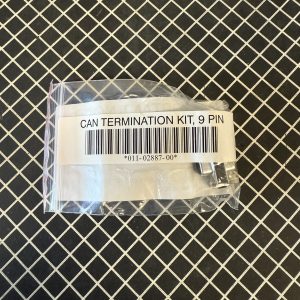 CAN TERMINATION KIT, 9 PIN
*011-02887-00*